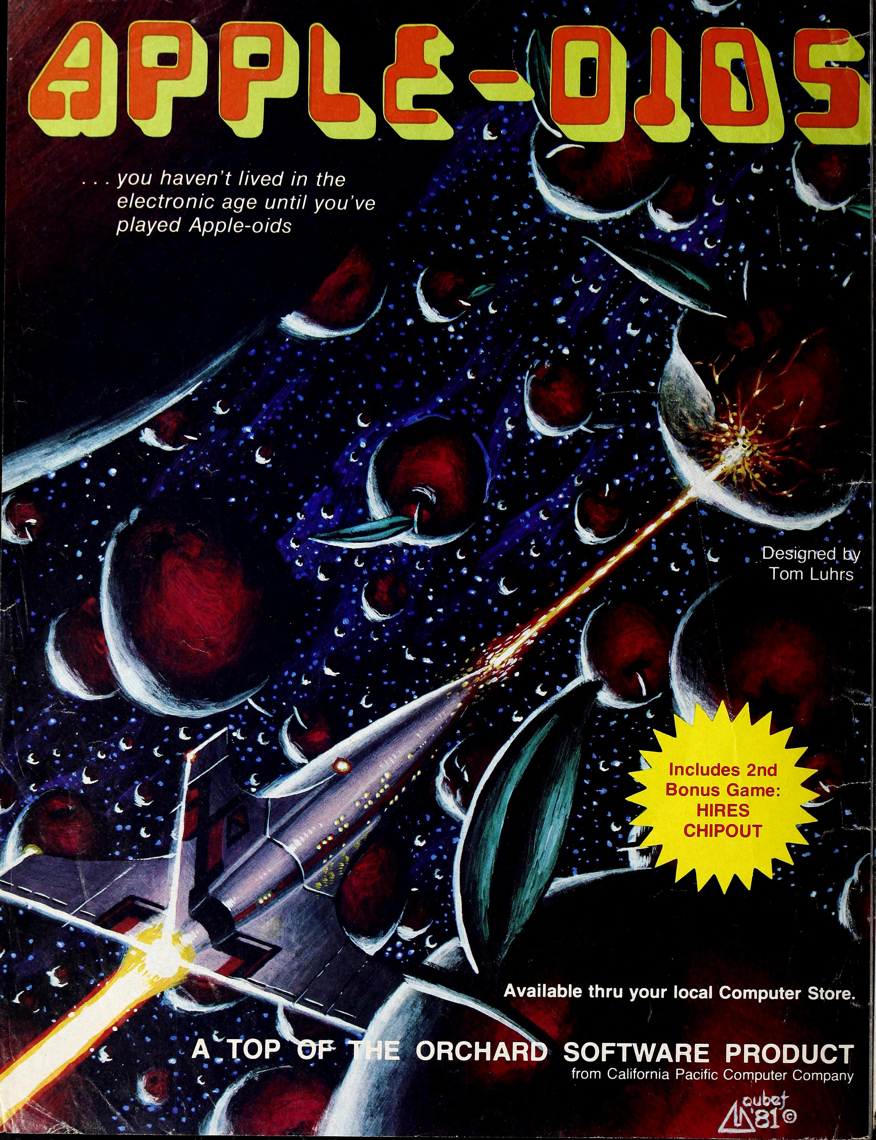 APPLE-OIDS
...you haven't lived in the
electronic age until you've
played Apple-oids
Designed by
Tom Luhrs
Includes 2nd
Bonus Game:
HIRES
CHIPOUT
Available thru your local Computer Store.
A TOP OF THE ORCHARD SOFTWARE PRODUCT
from California Pacific Computer Company
oubet
'81©